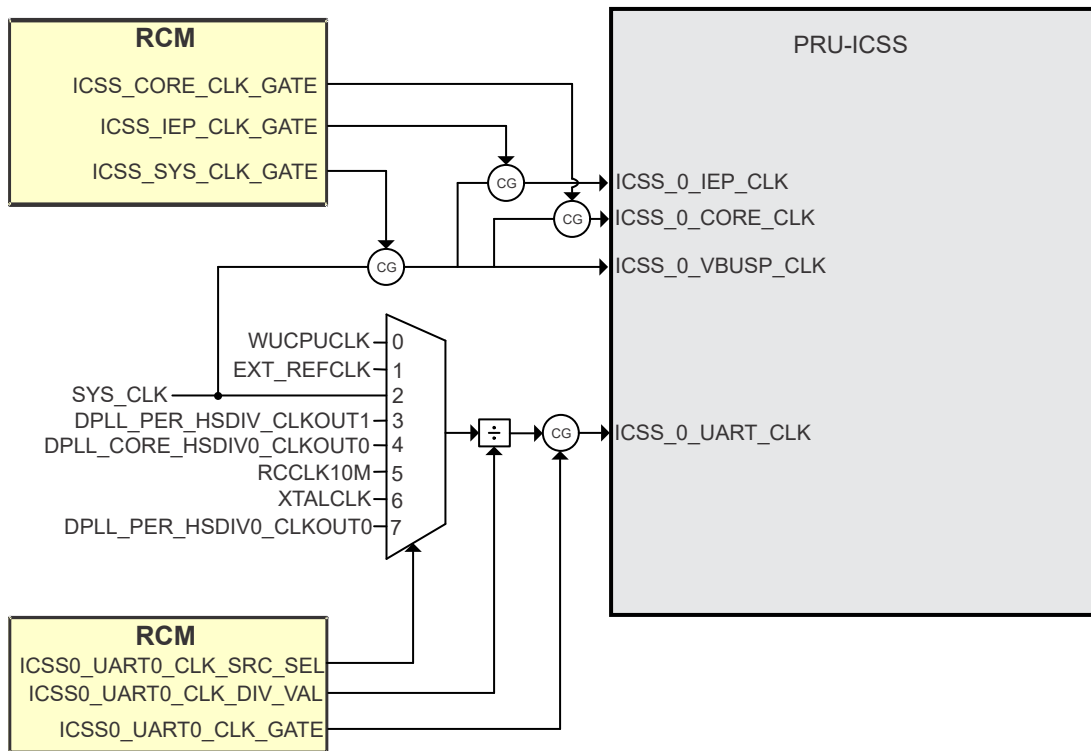 RCM
ICSS_CORE_CLK_GATE
ICSS_IEP_CLK_GATE
ICSS_SYS_CLK_GATE
PRU-ICSS
CG
ICSS_0_IEP_CLK
CG
ICSS_0_CORE_CLK
CG
ICSS_0_VBUSP_CLK
WUCPUCLK 0
EXT_REFCLK 1
SYS_CLK 2
DPLL_PER_HSDIV_CLKOUT1 3
DPLL_CORE_HSDIV0_CLKOUT0 4
RCCLK10M 5
XTALCLK 6
DPLL_PER_HSDIV0_CLKOUT0 7
÷
CG
ICSS_0_UART_CLK
RCM
ICSS0_UART0_CLK_SRC_SEL
ICSS0_UART0_CLK_DIV_VAL
ICSS0_UART0_CLK_GATE